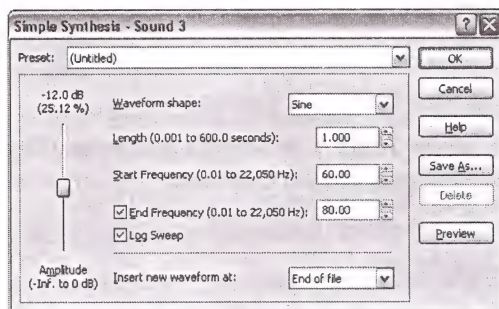 Simple Synthesis - Sound 3
Preset: (Untitled)
OK
-12.0 dB
(25.12 %)
Waveform shape: Sine
Cancel
Length (0.001 to 600.0 seconds): 1.000
Help
Start Frequency (0.01 to 22,050 Hz): 60.00
Save As...
End Frequency (0.01 to 22,050 Hz): 80.00
Delete
Log Sweep
Preview
Amplitude
(-Inf. to 0 dB)
Insert new waveform at: End of file